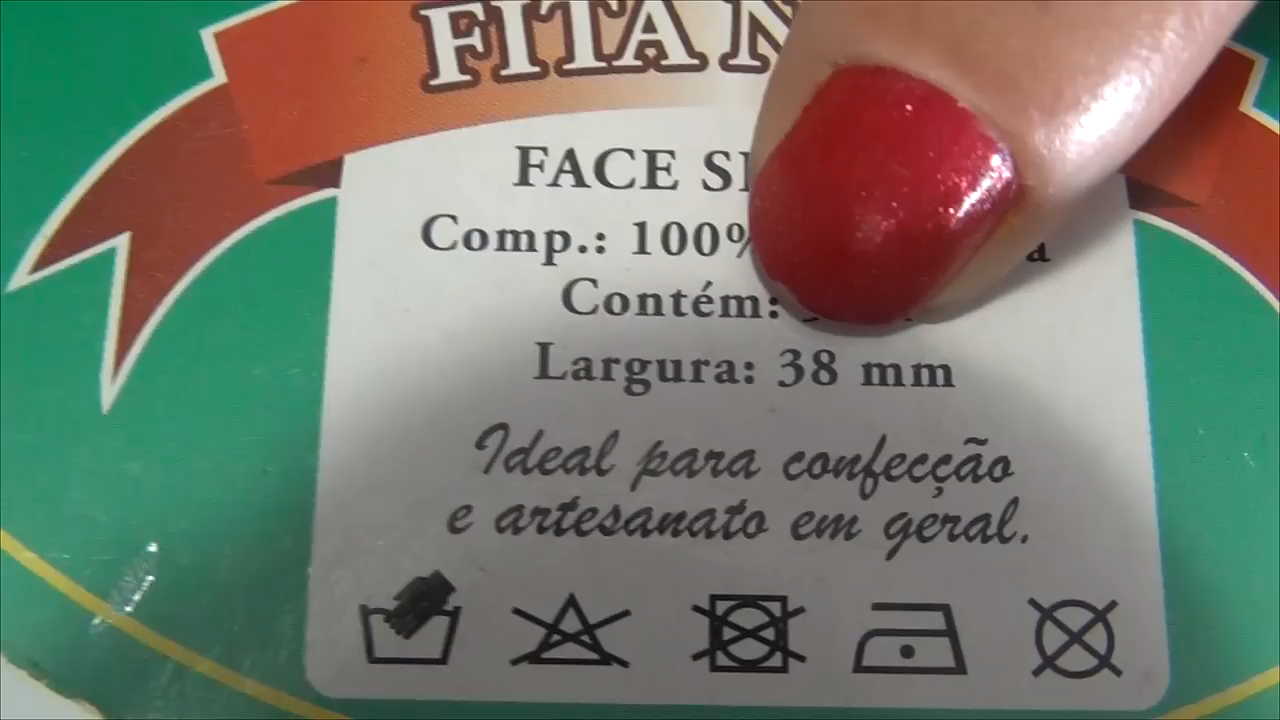 FITA
FACE
Comp.: 100%
Contém:
Largura: 38 mm
Ideal para confecção
e artesanato em geral.